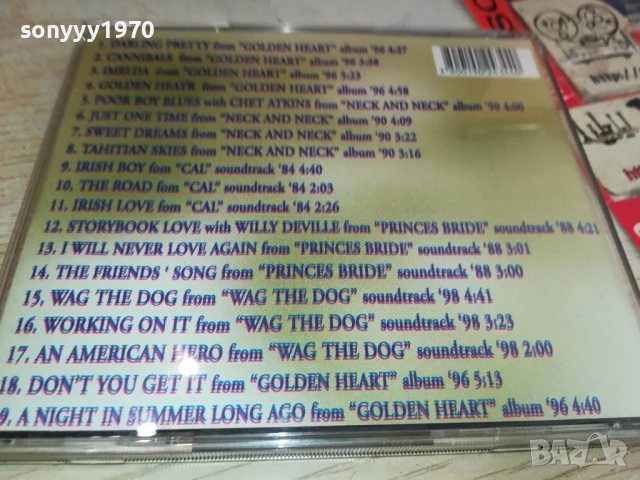 sonyyy1970
1. DARLING PRETTY from "GOLDEN HEART" album '96 4:27
2. CANNIBALS from "GOLDEN HEART" album '96 3:38
3. IMELDA from "GOLDEN HEART" album '96 5:23
4. GOLDEN HEATR from "GOLDEN HEART" album '96 4:58
5. POOR BOY BLUES with CHET ATKINS from "NECK AND NECK" album '90 4:00
6. JUST ONE TIME from "NECK AND NECK" album '90 4:09
7. SWEET DREAMS from "NECK AND NECK" album '90 3:22
8. TAHITIAN SKIES from "NECK AND NECK" album '90 3:16
9. IRISH BOY fom "CAL" soundtrack '84 4:40
10. THE ROAD fom "CAL" soundtrack '84 2:03
11. IRISH LOVE fom "CAL" soundtrack '84 2:26
12. STORYBOOK LOVE with WILLY DEVILLE from "PRINCES BRIDE" soundtrack '88 4:21
13. I WILL NEVER LOVE AGAIN from "PRINCES BRIDE" soundtrack '88 3:01
14. THE FRIENDS ' SONG from "PRINCES BRIDE" soundtrack '88 3:00
15. WAG THE DOG from "WAG THE DOG" soundtrack '98 4:41
16. WORKING ON IT from "WAG THE DOG" soundtrack '98 3:23
17. AN AMERICAN HERO from "WAG THE DOG" soundtrack '98 2:00
18. DON'T YOU GET IT from "GOLDEN HEART" album '96 5:13
9. A NIGHT IN SUMMER LONG AGO from "GOLDEN HEART" album '96 4:40
http://
BAZAR